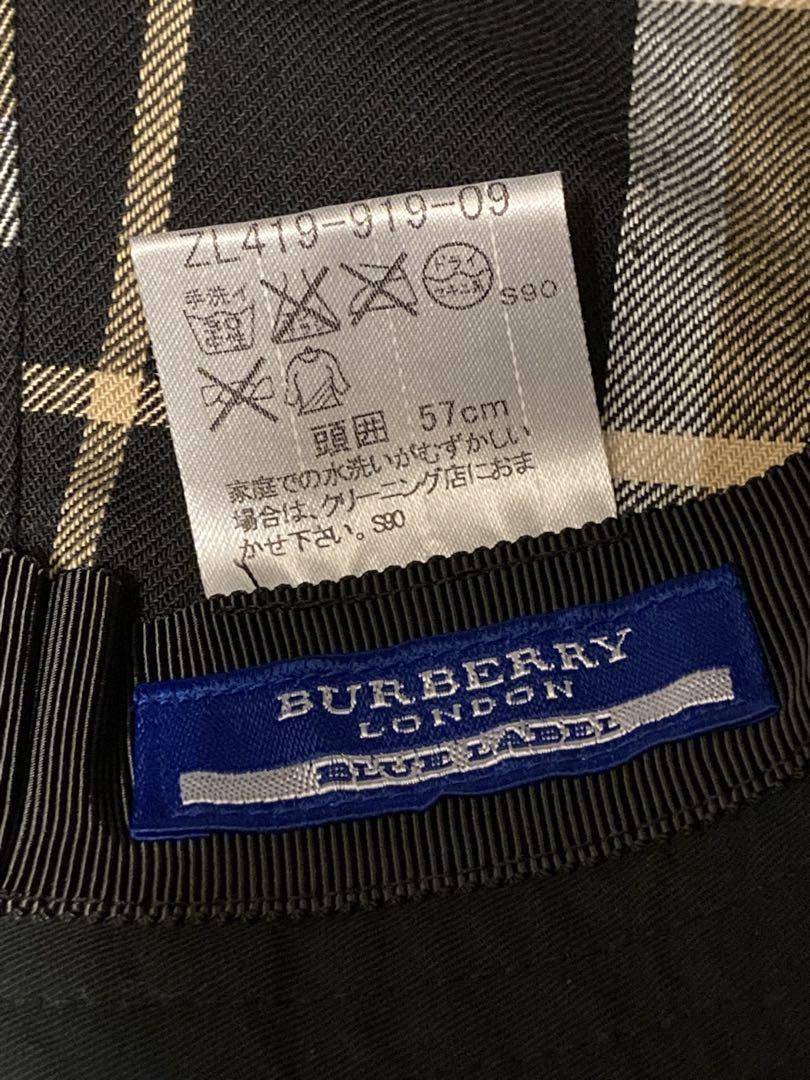 ZL419-919-09
手洗イ
30
中性
ドライ
S90
頭囲 57cm
家庭での水洗いがむずかしい
場合は、クリーニング店におま
かせ下さい。S90
BURBERRY
LONDON
BLUE LABEL